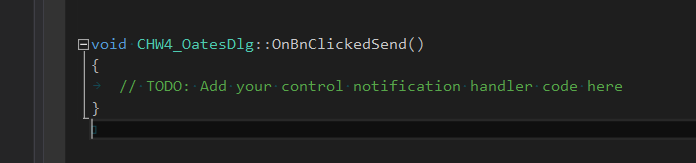 void CHW4_OatesDlg::OnBnClickedSend()
{
// TODO: Add your control notification handler code here
}